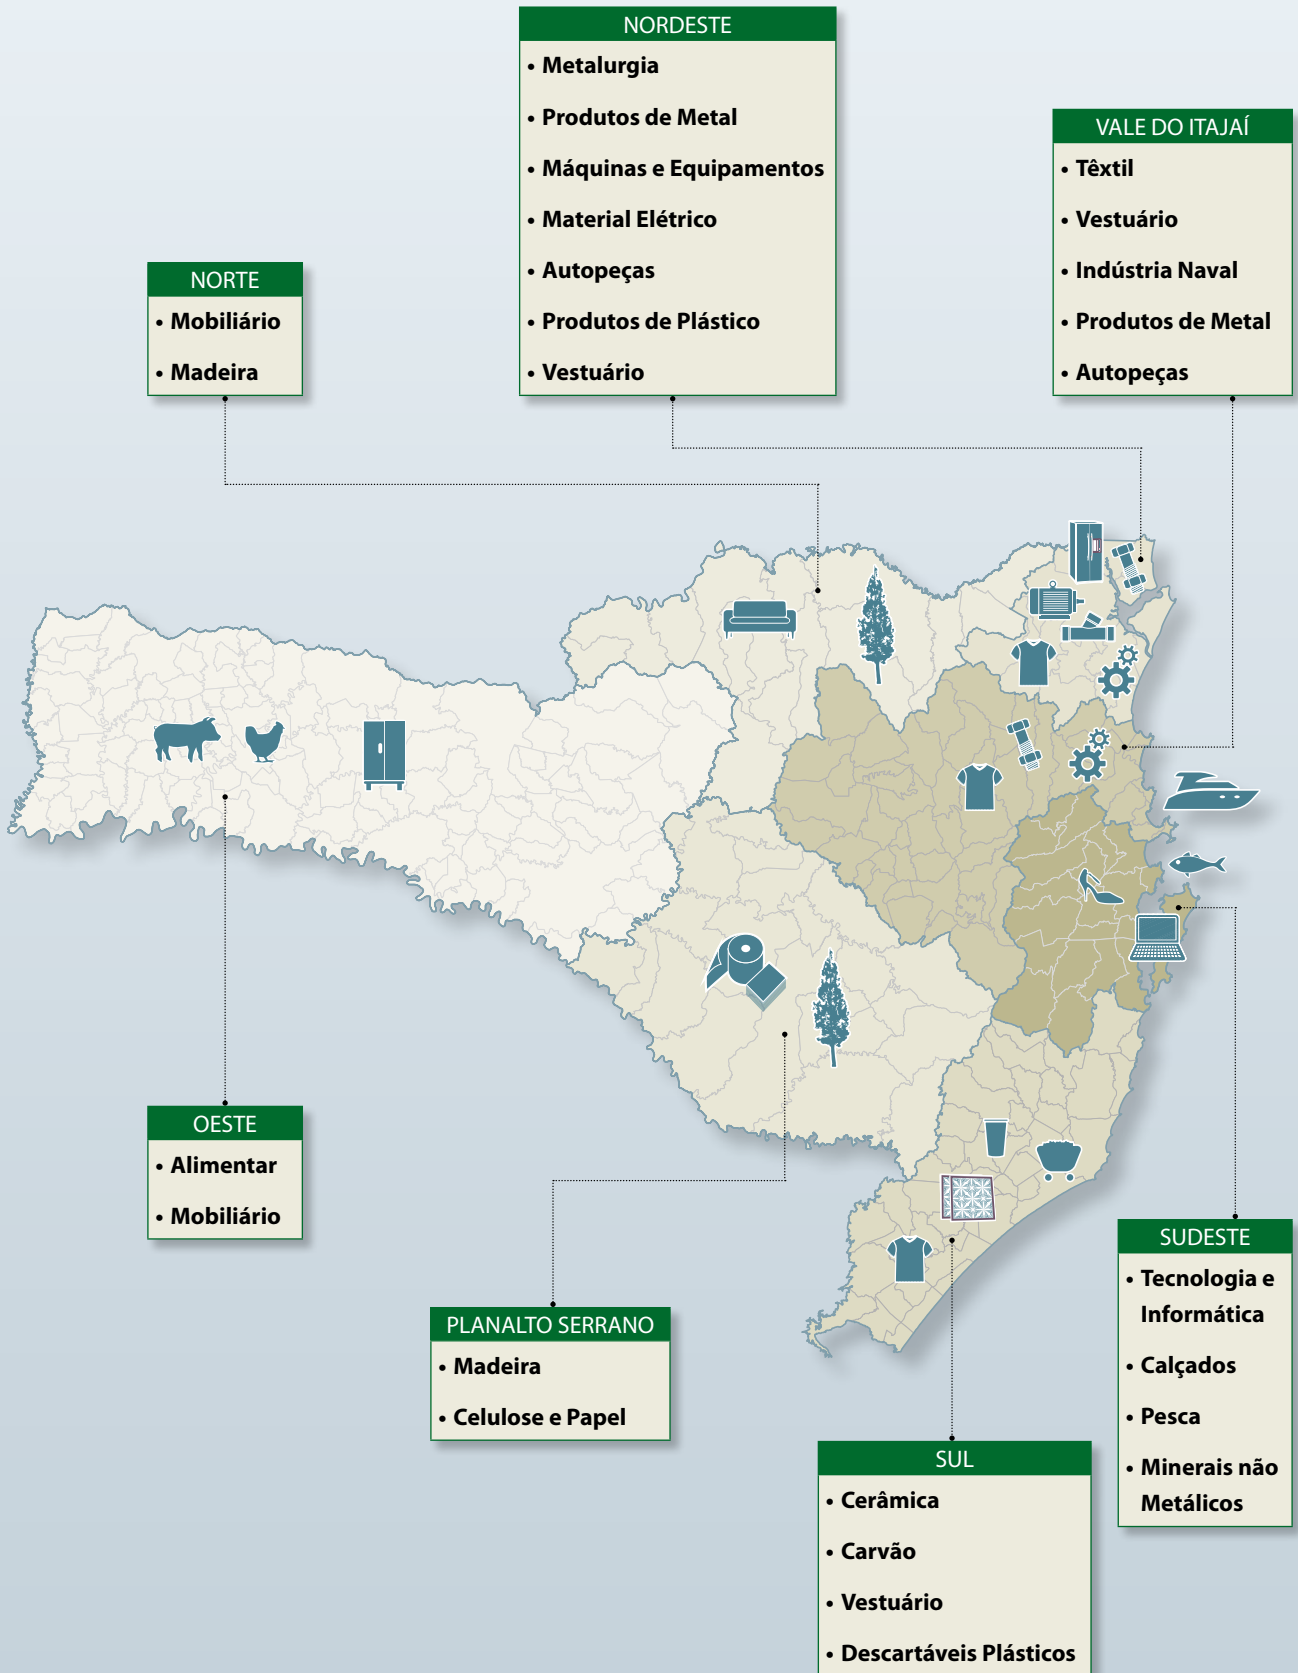 NORDESTE
• Metalurgia
• Produtos de Metal
• Máquinas e Equipamentos
• Material Elétrico
• Autopeças
• Produtos de Plástico
• Vestuário
VALE DO ITAJAÍ
• Têxtil
• Vestuário
• Indústria Naval
• Produtos de Metal
• Autopeças
NORTE
• Mobiliário
• Madeira
OESTE
• Alimentar
• Mobiliário
PLANALTO SERRANO
• Madeira
• Celulose e Papel
SUDESTE
• Tecnologia e
Informática
• Calçados
• Pesca
• Minerais não
Metálicos
SUL
• Cerâmica
• Carvão
• Vestuário
• Descartáveis Plásticos